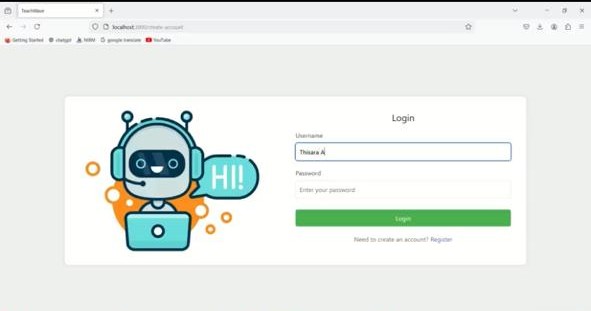 TeachWave
localhost:3000/create-account
Getting Started chatgpt NIBM google translate YouTube
HI!
Login
Username
Thisara A
Password
Enter your password
Login
Need to create an account? Register